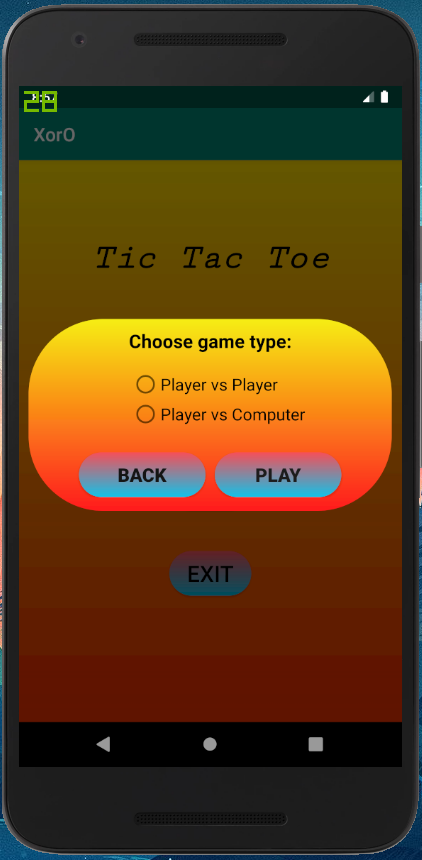 28
XorO
Tic Tac Toe
Choose game type:
Player vs Player
Player vs Computer
BACK PLAY
EXIT